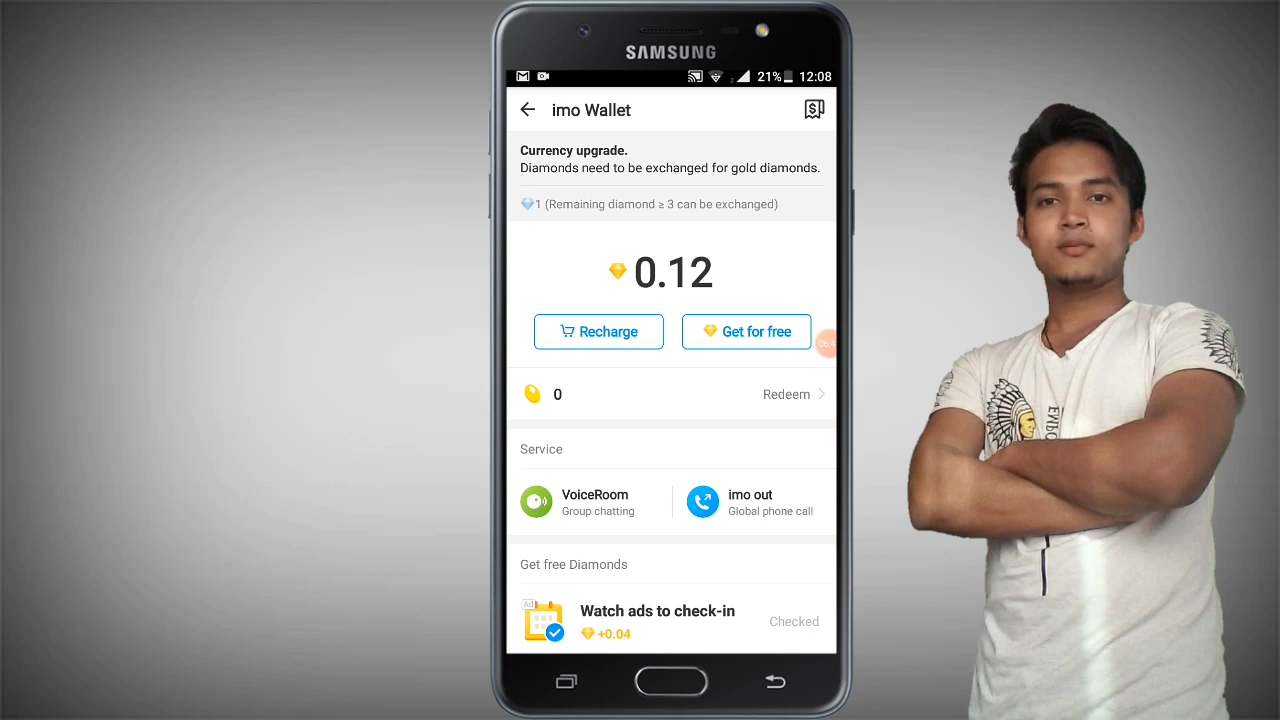 SAMSUNG
21% 12:08
imo Wallet
Currency upgrade.
Diamonds need to be exchanged for gold diamonds.
1 (Remaining diamond ≥ 3 can be exchanged)
0.12
Recharge
Get for free
0
Redeem
Service
VoiceRoom
Group chatting
imo out
Global phone call
Get free Diamonds
Ad
Watch ads to check-in
+0.04
Checked